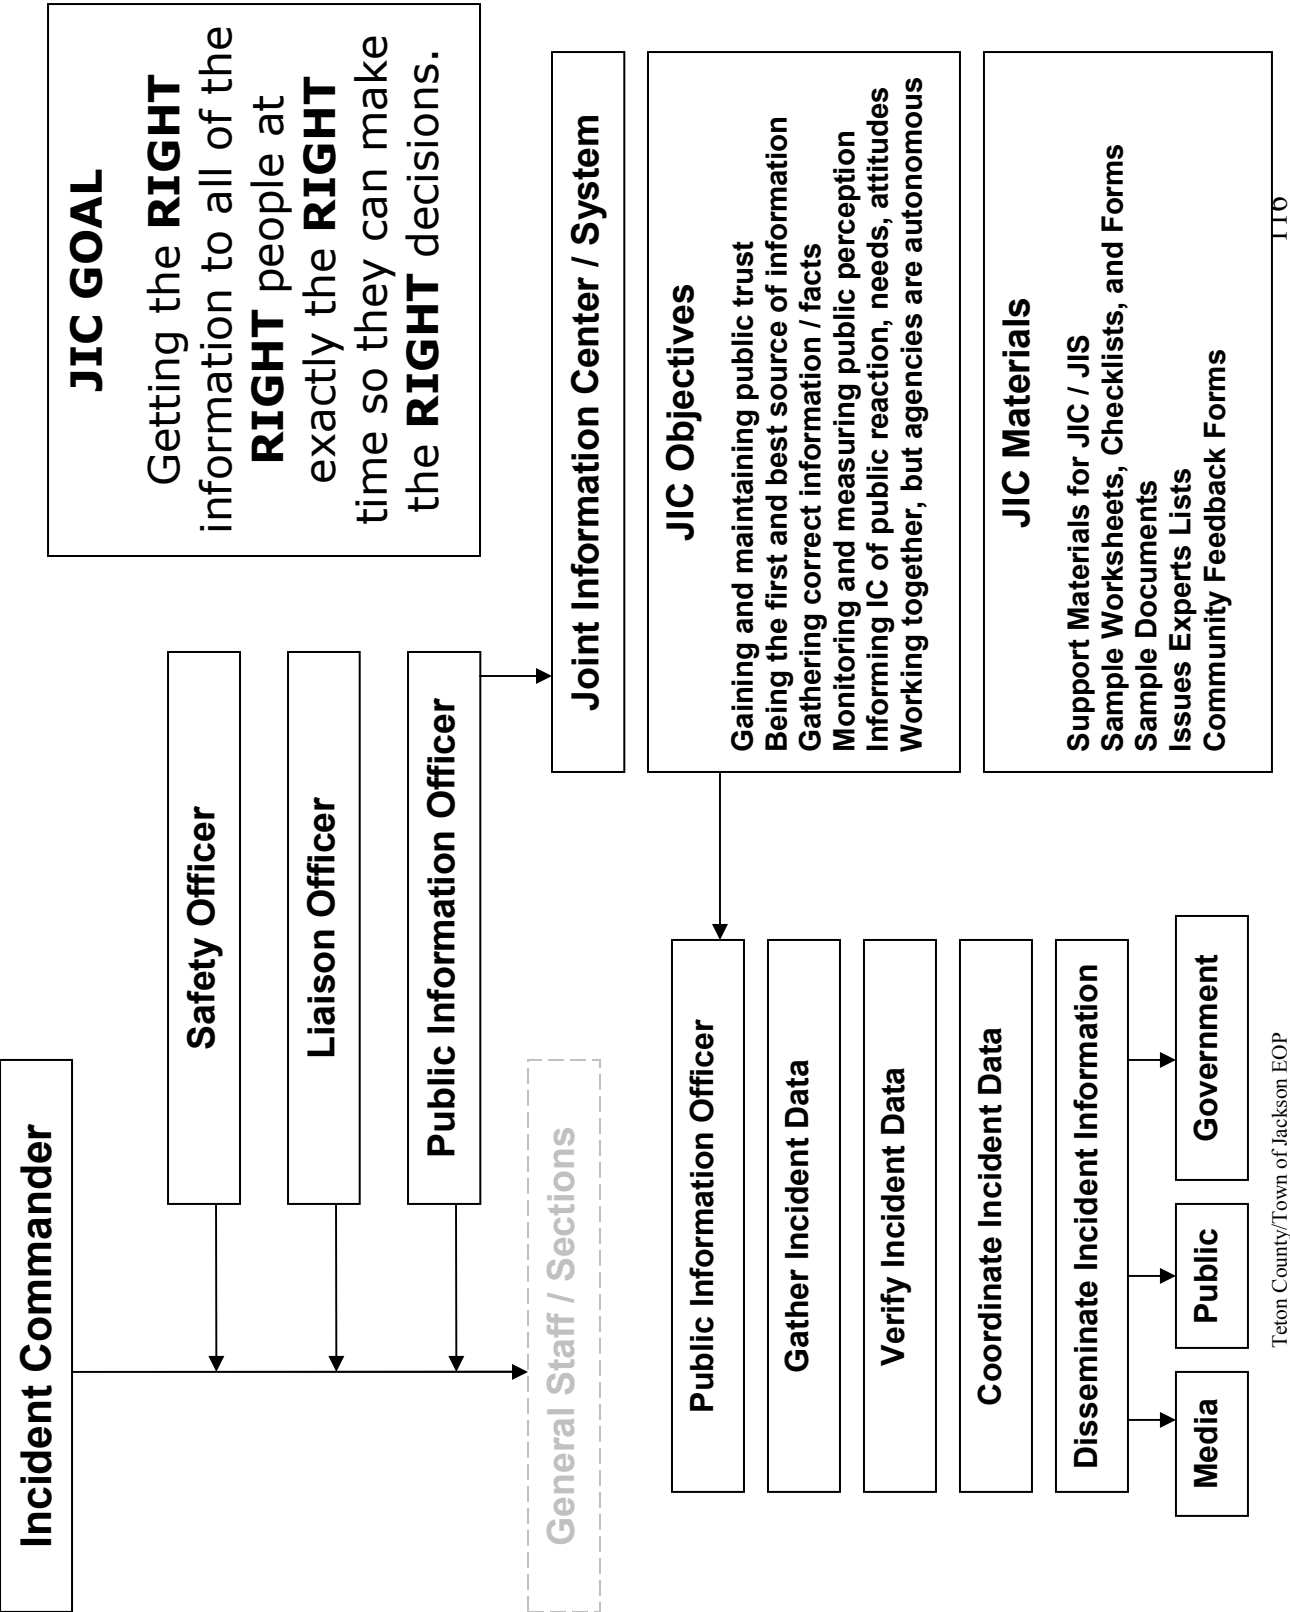 Incident Commander
JIC GOAL
Getting the RIGHT
information to all of the
RIGHT people at
exactly the RIGHT
time so they can make
the RIGHT decisions.
Safety Officer
Liaison Officer
Public Information Officer
General Staff / Sections
Joint Information Center / System
Public Information Officer
Gather Incident Data
Verify Incident Data
Coordinate Incident Data
Disseminate Incident Information
Media
Public
Government
JIC Objectives
Gaining and maintaining public trust
Being the first and best source of information
Gathering correct information / facts
Monitoring and measuring public perception
Informing IC of public reaction, needs, attitudes
Working together, but agencies are autonomous
JIC Materials
Support Materials for JIC / JIS
Sample Worksheets, Checklists, and Forms
Sample Documents
Issues Experts Lists
Community Feedback Forms
Teton County/Town of Jackson EOP
116